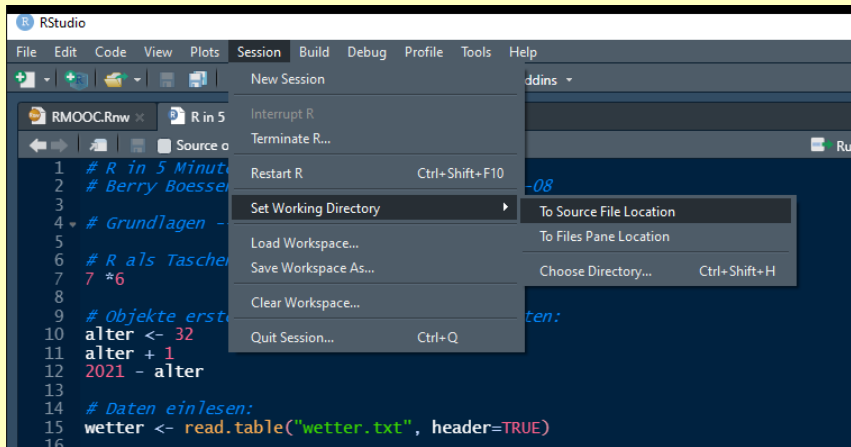 RStudio
File Edit Code View Plots Session Build Debug Profile Tools Help
New Session
ddins
RMOOC.Rnw
R in 5
Interrupt R
Terminate R...
Source o
Ru
Restart R Ctrl+Shift+F10
Set Working Directory
To Source File Location
To Files Pane Location
Choose Directory... Ctrl+Shift+H
Load Workspace...
Save Workspace As...
Clear Workspace...
Quit Session... Ctrl+Q
1 # R in 5 Minut
2 # Berry Boesse -08
3
4 # Grundlagen -
5
6 # R als Tasche
7 7 *6
8
9 # Objekte erst ten:
10 alter <- 32
11 alter + 1
12 2021 - alter
13
14 # Daten einlesen:
15 wetter <- read.table("wetter.txt", header=TRUE)
16